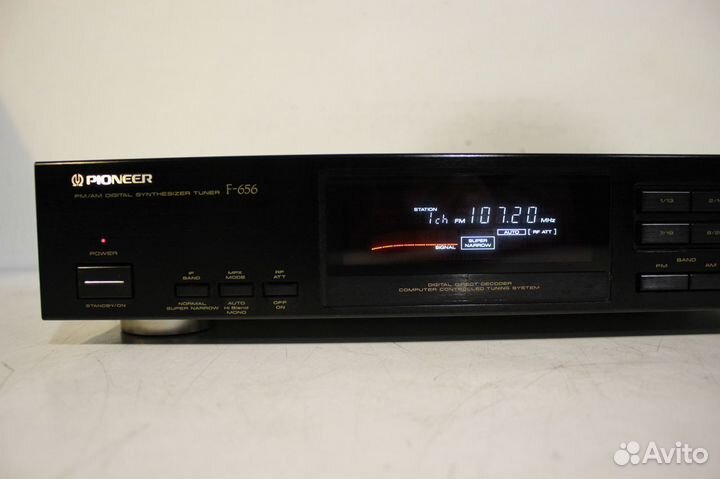 PIONEER
FM/AM DIGITAL SYNTHESIZER TUNER F-656
STATION
1ch FM 107.20 MHz
AUTO [ RF ATT ]
SIGNAL SUPER NARROW
POWER
STANDBY/ON
IF BAND
MPX MODE
RF ATT
NORMAL
SUPER NARROW
AUTO
Hi Blend
MONO
OFF
ON
DIGITAL DIRECT DECODER
COMPUTER CONTROLLED TUNING SYSTEM
1/13
BAND
FM
AM
Avito